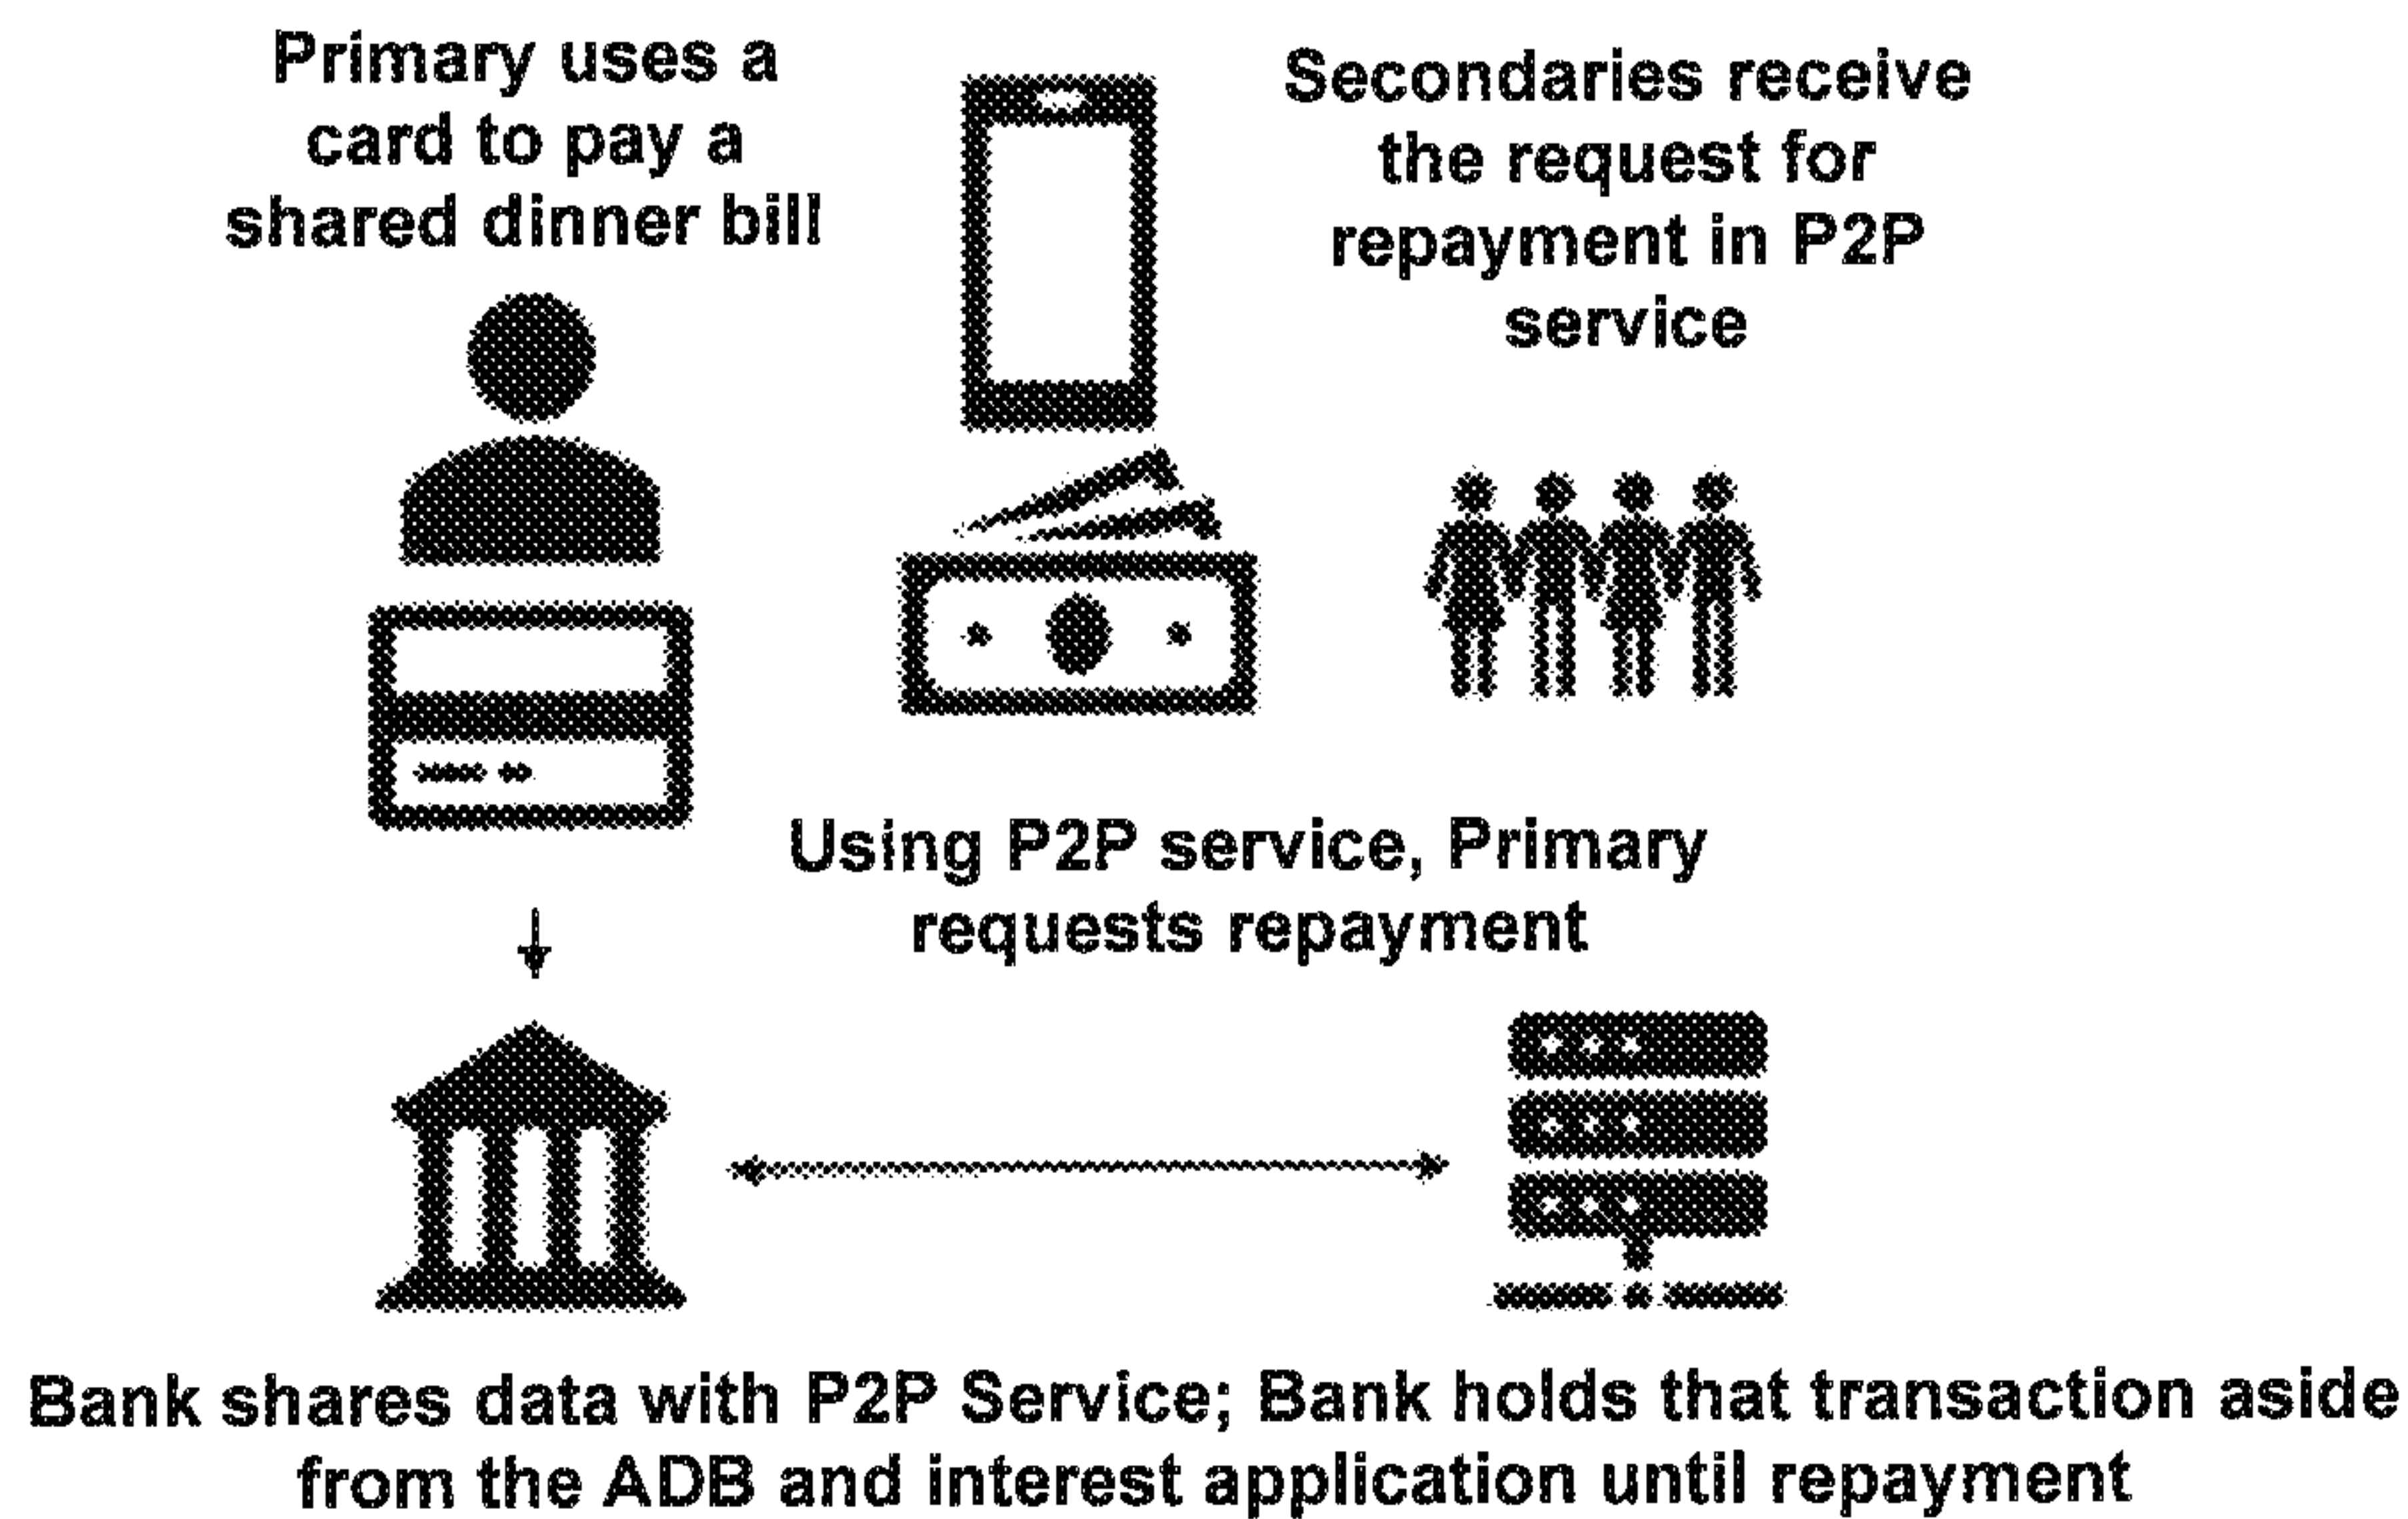 Primary uses a
card to pay a
shared dinner bill
Secondaries receive
the request for
repayment in P2P
service
Using P2P service, Primary
requests repayment
Bank shares data with P2P Service; Bank holds that transaction aside
from the ADB and interest application until repayment